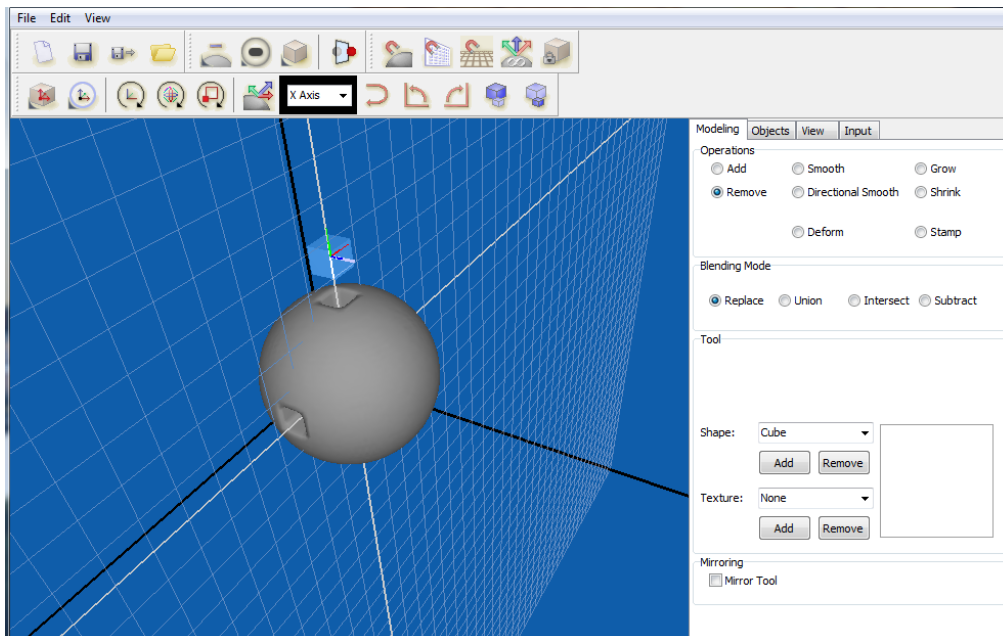 File Edit View
X Axis
Modeling Objects View Input
Operations
Add Smooth Grow
Remove Directional Smooth Shrink
Deform Stamp
Blending Mode
Replace Union Intersect Subtract
Tool
Shape: Cube
Add Remove
Texture: None
Add Remove
Mirroring
Mirror Tool